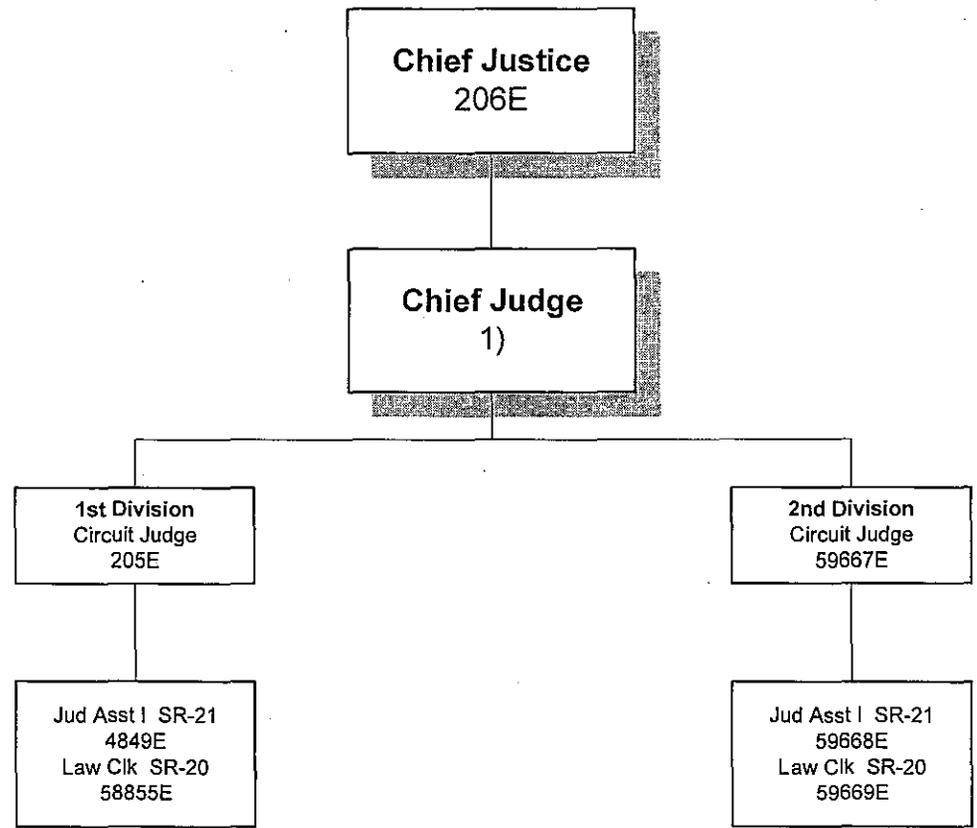 Chief Justice
206E
Chief Judge
1)
1st Division
Circuit Judge
205E
2nd Division
Circuit Judge
59667E
Jud Asst I SR-21
4849E
Law Clk SR-20
58855E
Jud Asst I SR-21
59668E
Law Clk SR-20
59669E